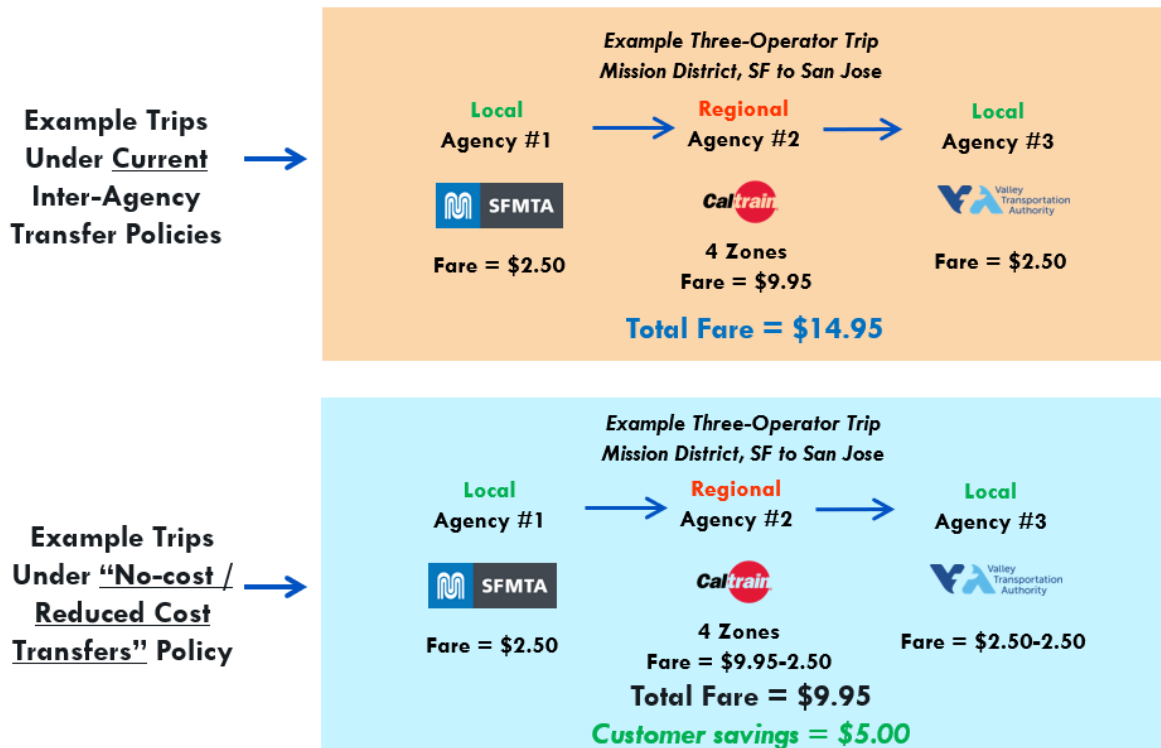 Example Trips
Under Current
Inter-Agency
Transfer Policies
Example Three-Operator Trip
Mission District, SF to San Jose
Local
Agency #1
SFMTA
Fare = $2.50
Regional
Agency #2
Caltrain
4 Zones
Fare = $9.95
Local
Agency #3
Valley
Transportation
Authority
Fare = $2.50
Total Fare = $14.95
Example Trips
Under “No-cost /
Reduced Cost
Transfers” Policy
Example Three-Operator Trip
Mission District, SF to San Jose
Local
Agency #1
SFMTA
Fare = $2.50
Regional
Agency #2
Caltrain
4 Zones
Fare = $9.95-2.50
Local
Agency #3
Valley
Transportation
Authority
Fare = $2.50-2.50
Total Fare = $9.95
Customer savings = $5.00